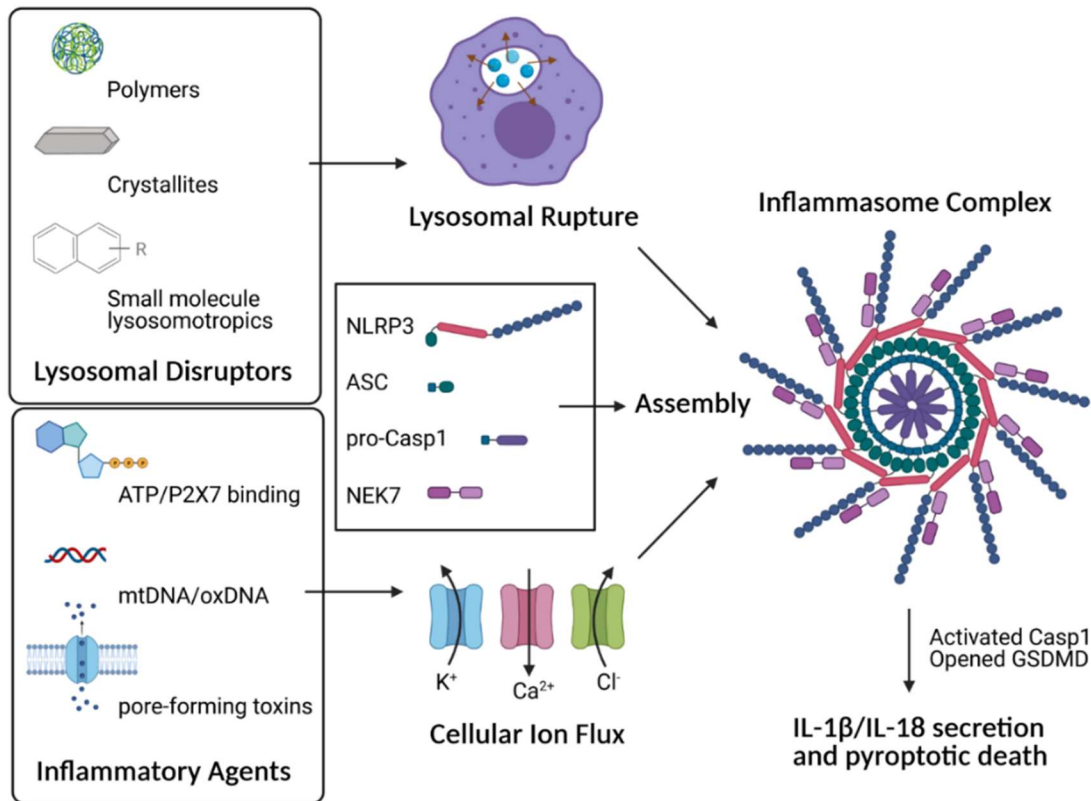 Polymers
Crystallites
R
Small molecule
lysosomotropics
Lysosomal Disruptors
Lysosomal Rupture
Inflammasome Complex
NLRP3
ASC
pro-Casp1
NEK7
Assembly
ATP/P2X7 binding
mtDNA/oxDNA
pore-forming toxins
Inflammatory Agents
K⁺
Ca²⁺
Cl⁻
Cellular Ion Flux
Activated Casp1
Opened GSDMD
IL-1β/IL-18 secretion
and pyroptotic death